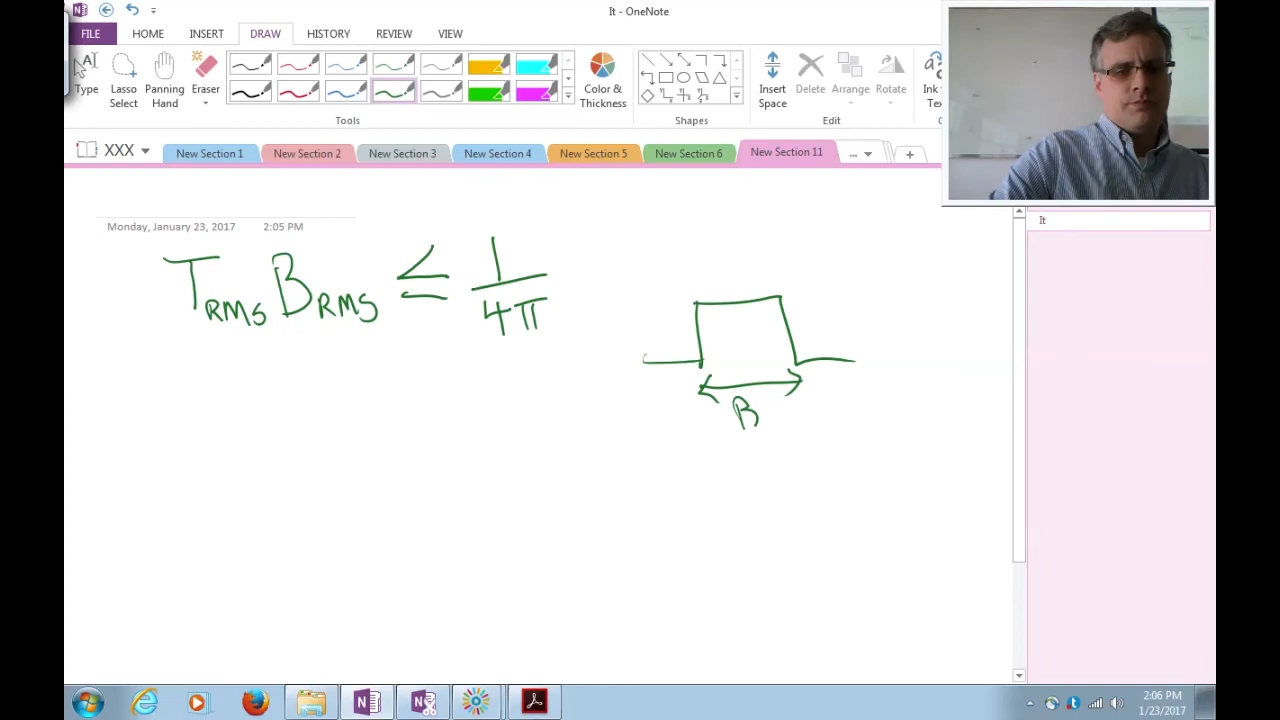 It - OneNote
FILE HOME INSERT DRAW HISTORY REVIEW VIEW
Type
Lasso Select
Panning Hand
Eraser
Color & Thickness
Insert Space
Delete
Arrange
Rotate
Ink to
Tools
Shapes
Edit
XXX
New Section 1
New Section 2
New Section 3
New Section 4
New Section 5
New Section 6
New Section 11
...
It
Monday, January 23, 2017 2:05 PM
T_RMS B_RMS ≤ 1/4π
B
2:06 PM
1/23/2017